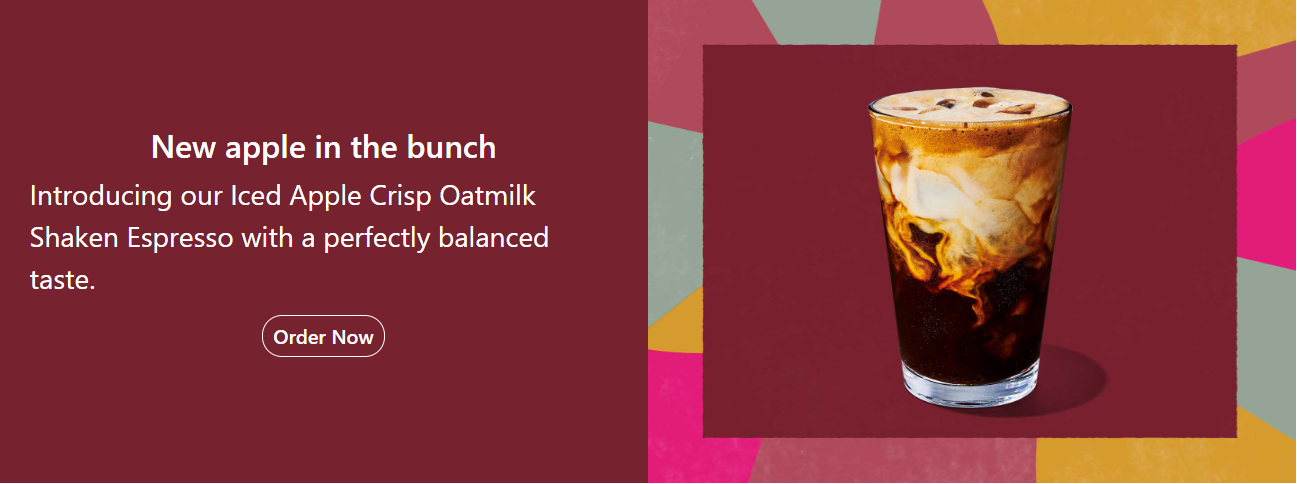 New apple in the bunch
Introducing our Iced Apple Crisp Oatmilk
Shaken Espresso with a perfectly balanced
taste.
Order Now